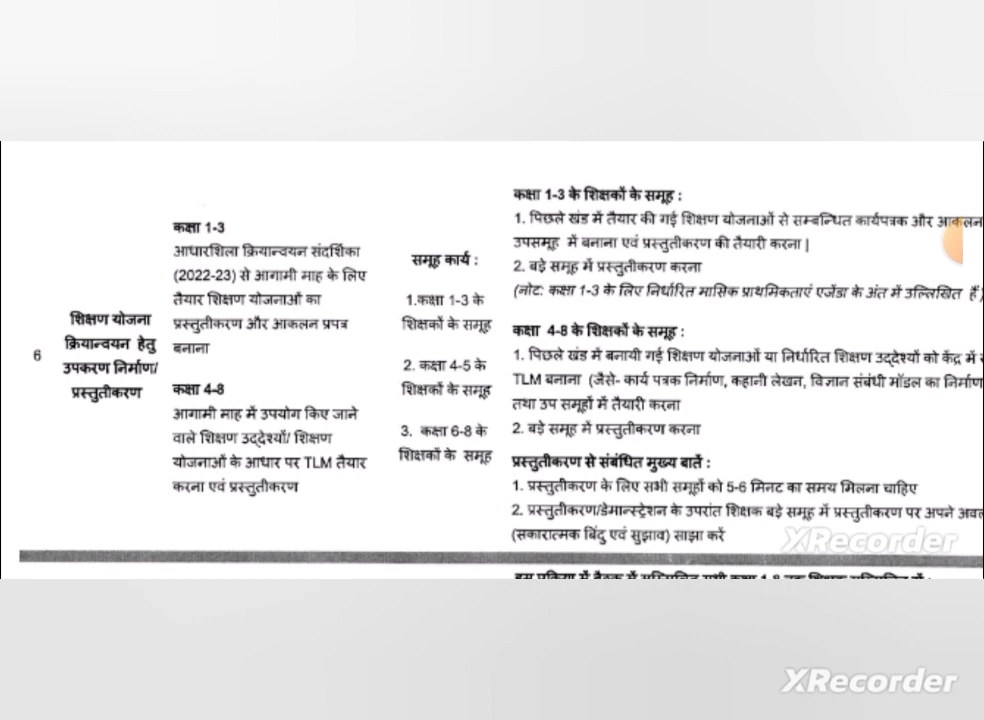 6
शिक्षण योजना
क्रियान्वयन हेतु
उपकरण निर्माण/
प्रस्तुतीकरण
कक्षा 1-3
आधारशिला क्रियान्वयन संदर्शिका
(2022-23) से आगामी माह के लिए
तैयार शिक्षण योजनाओं का
प्रस्तुतीकरण और आकलन प्रपत्र
बनाना
कक्षा 4-8
आगामी माह में उपयोग किए जाने
वाले शिक्षण उद्देश्यों/ शिक्षण
योजनाओं के आधार पर TLM तैयार
करना एवं प्रस्तुतीकरण
समूह कार्य :
1.कक्षा 1-3 के
शिक्षकों के समूह
2. कक्षा 4-5 के
शिक्षकों के समूह
3. कक्षा 6-8 के
शिक्षकों के समूह
कक्षा 1-3 के शिक्षकों के समूह :
1. पिछले खंड में तैयार की गई शिक्षण योजनाओं से सम्बन्धित कार्यपत्रक और आकलन
उपसमूह में बनाना एवं प्रस्तुतीकरण की तैयारी करना |
2. बड़े समूह में प्रस्तुतीकरण करना
(नोट: कक्षा 1-3 के लिए निर्धारित मासिक प्राथमिकताएं एजेंडा के अंत में उल्लिखित हैं)
कक्षा 4-8 के शिक्षकों के समूह :
1. पिछले खंड में बनायी गई शिक्षण योजनाओं या निर्धारित शिक्षण उद्देश्यों को केंद्र में
TLM बनाना (जैसे- कार्य पत्रक निर्माण, कहानी लेखन, विज्ञान संबंधी मॉडल का निर्माण
तथा उप समूहों में तैयारी करना
2. बड़े समूह में प्रस्तुतीकरण करना
प्रस्तुतीकरण से संबंधित मुख्य बातें :
1. प्रस्तुतीकरण के लिए सभी समूहों को 5-6 मिनट का समय मिलना चाहिए
2. प्रस्तुतीकरण/डेमान्स्ट्रेशन के उपरांत शिक्षक बड़े समूह में प्रस्तुतीकरण पर अपने
(सकारात्मक बिंदु एवं सुझाव) साझा करें
XRecorder
XRecorder